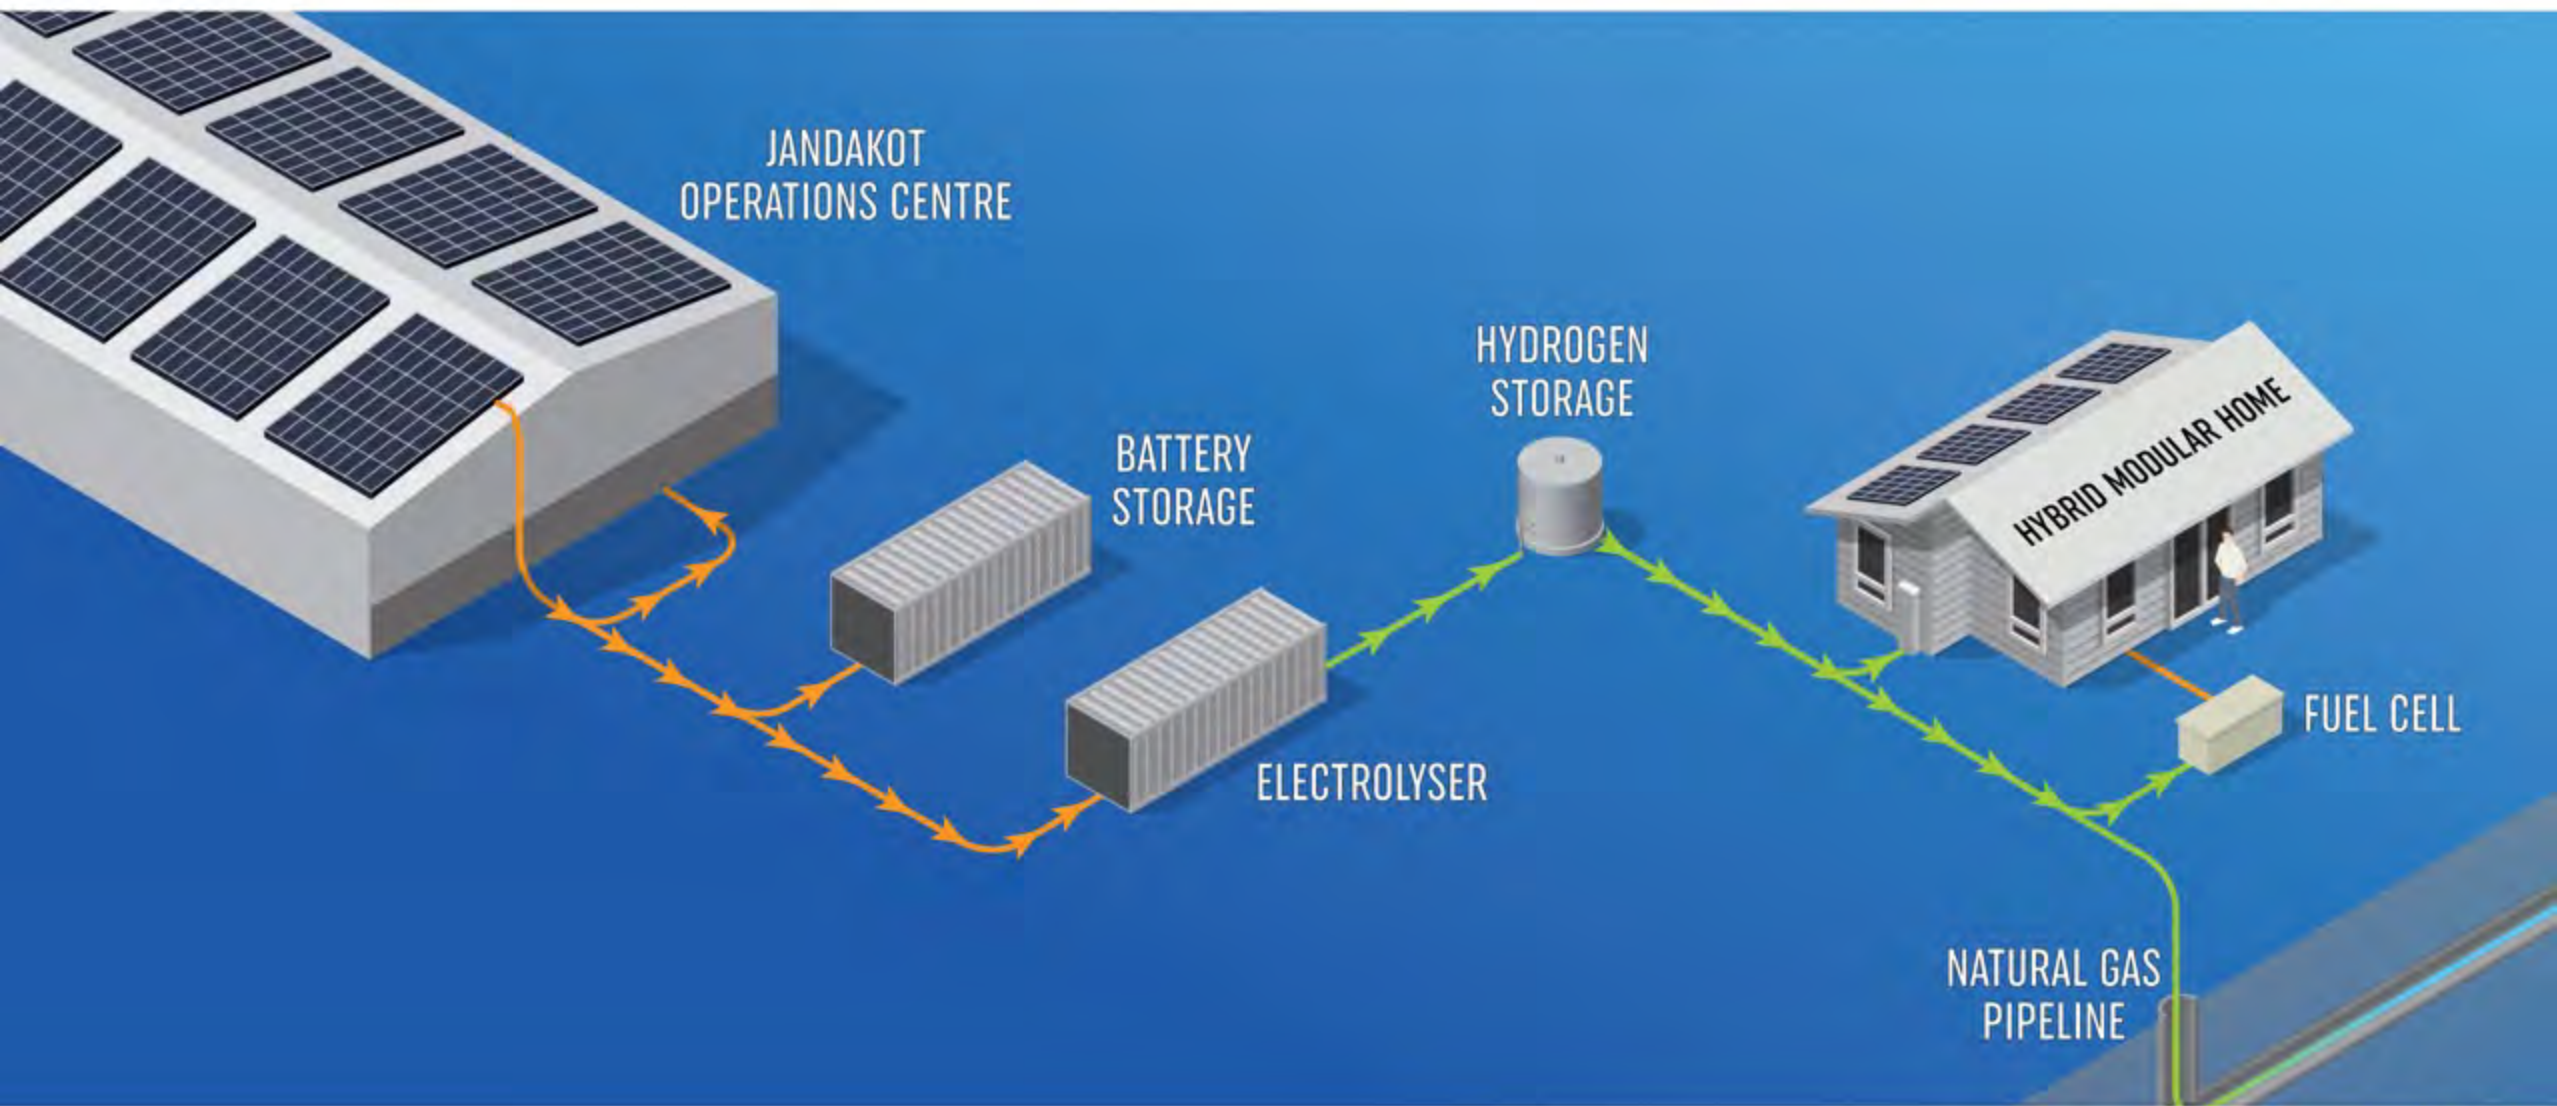 JANDAKOT
OPERATIONS CENTRE
BATTERY
STORAGE
ELECTROLYSER
HYDROGEN
STORAGE
HYBRID MODULAR HOME
FUEL CELL
NATURAL GAS
PIPELINE